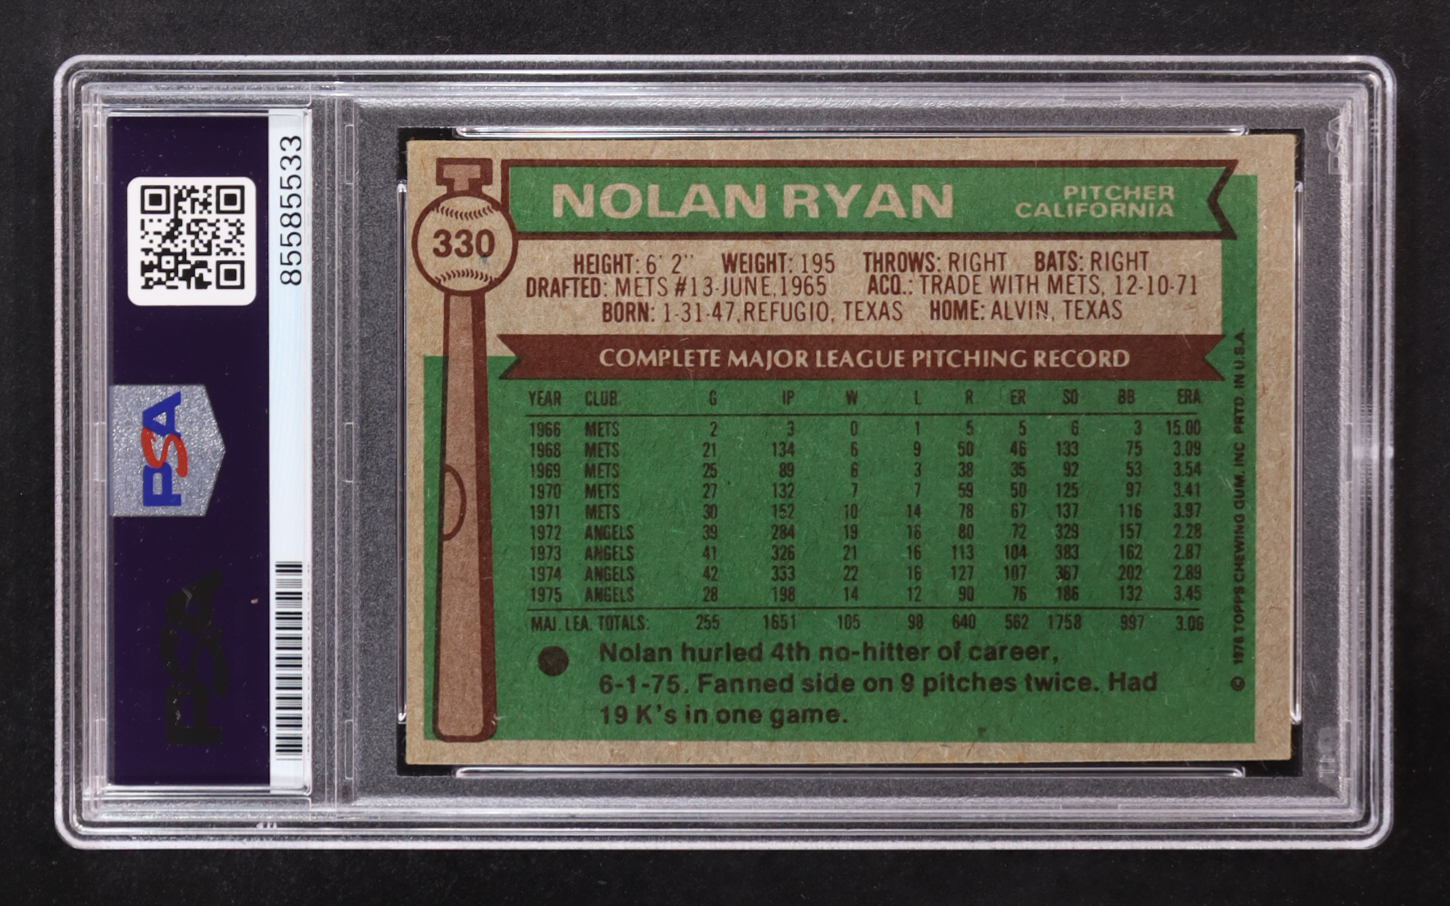 85585533
PSA
PSA
330
NOLAN RYAN
PITCHER
CALIFORNIA
HEIGHT: 6' 2" WEIGHT: 195 THROWS: RIGHT BATS: RIGHT
DRAFTED: METS #13-JUNE, 1965 ACQ.: TRADE WITH METS, 12-10-71
BORN: 1-31-47, REFUGIO, TEXAS HOME: ALVIN, TEXAS
COMPLETE MAJOR LEAGUE PITCHING RECORD
YEAR CLUB G IP W L R ER SO BB ERA
1966 METS 2 3 0 1 5 5 6 3 15.00
1968 METS 21 134 6 9 50 46 133 75 3.09
1969 METS 25 89 6 3 38 35 92 53 3.54
1970 METS 27 132 7 7 59 50 125 97 3.41
1971 METS 30 152 10 14 78 67 137 116 3.97
1972 ANGELS 39 284 19 16 80 72 329 157 2.28
1973 ANGELS 41 326 21 16 113 104 383 162 2.87
1974 ANGELS 42 333 22 16 127 107 367 202 2.89
1975 ANGELS 28 198 14 12 90 76 186 132 3.45
MAJ. LEA. TOTALS: 255 1651 105 98 640 562 1758 997 3.06
Nolan hurled 4th no-hitter of career,
6-1-75. Fanned side on 9 pitches twice. Had
19 K's in one game.
© 1976 TOPPS CHEWING GUM, INC PRTD. IN U.S.A.